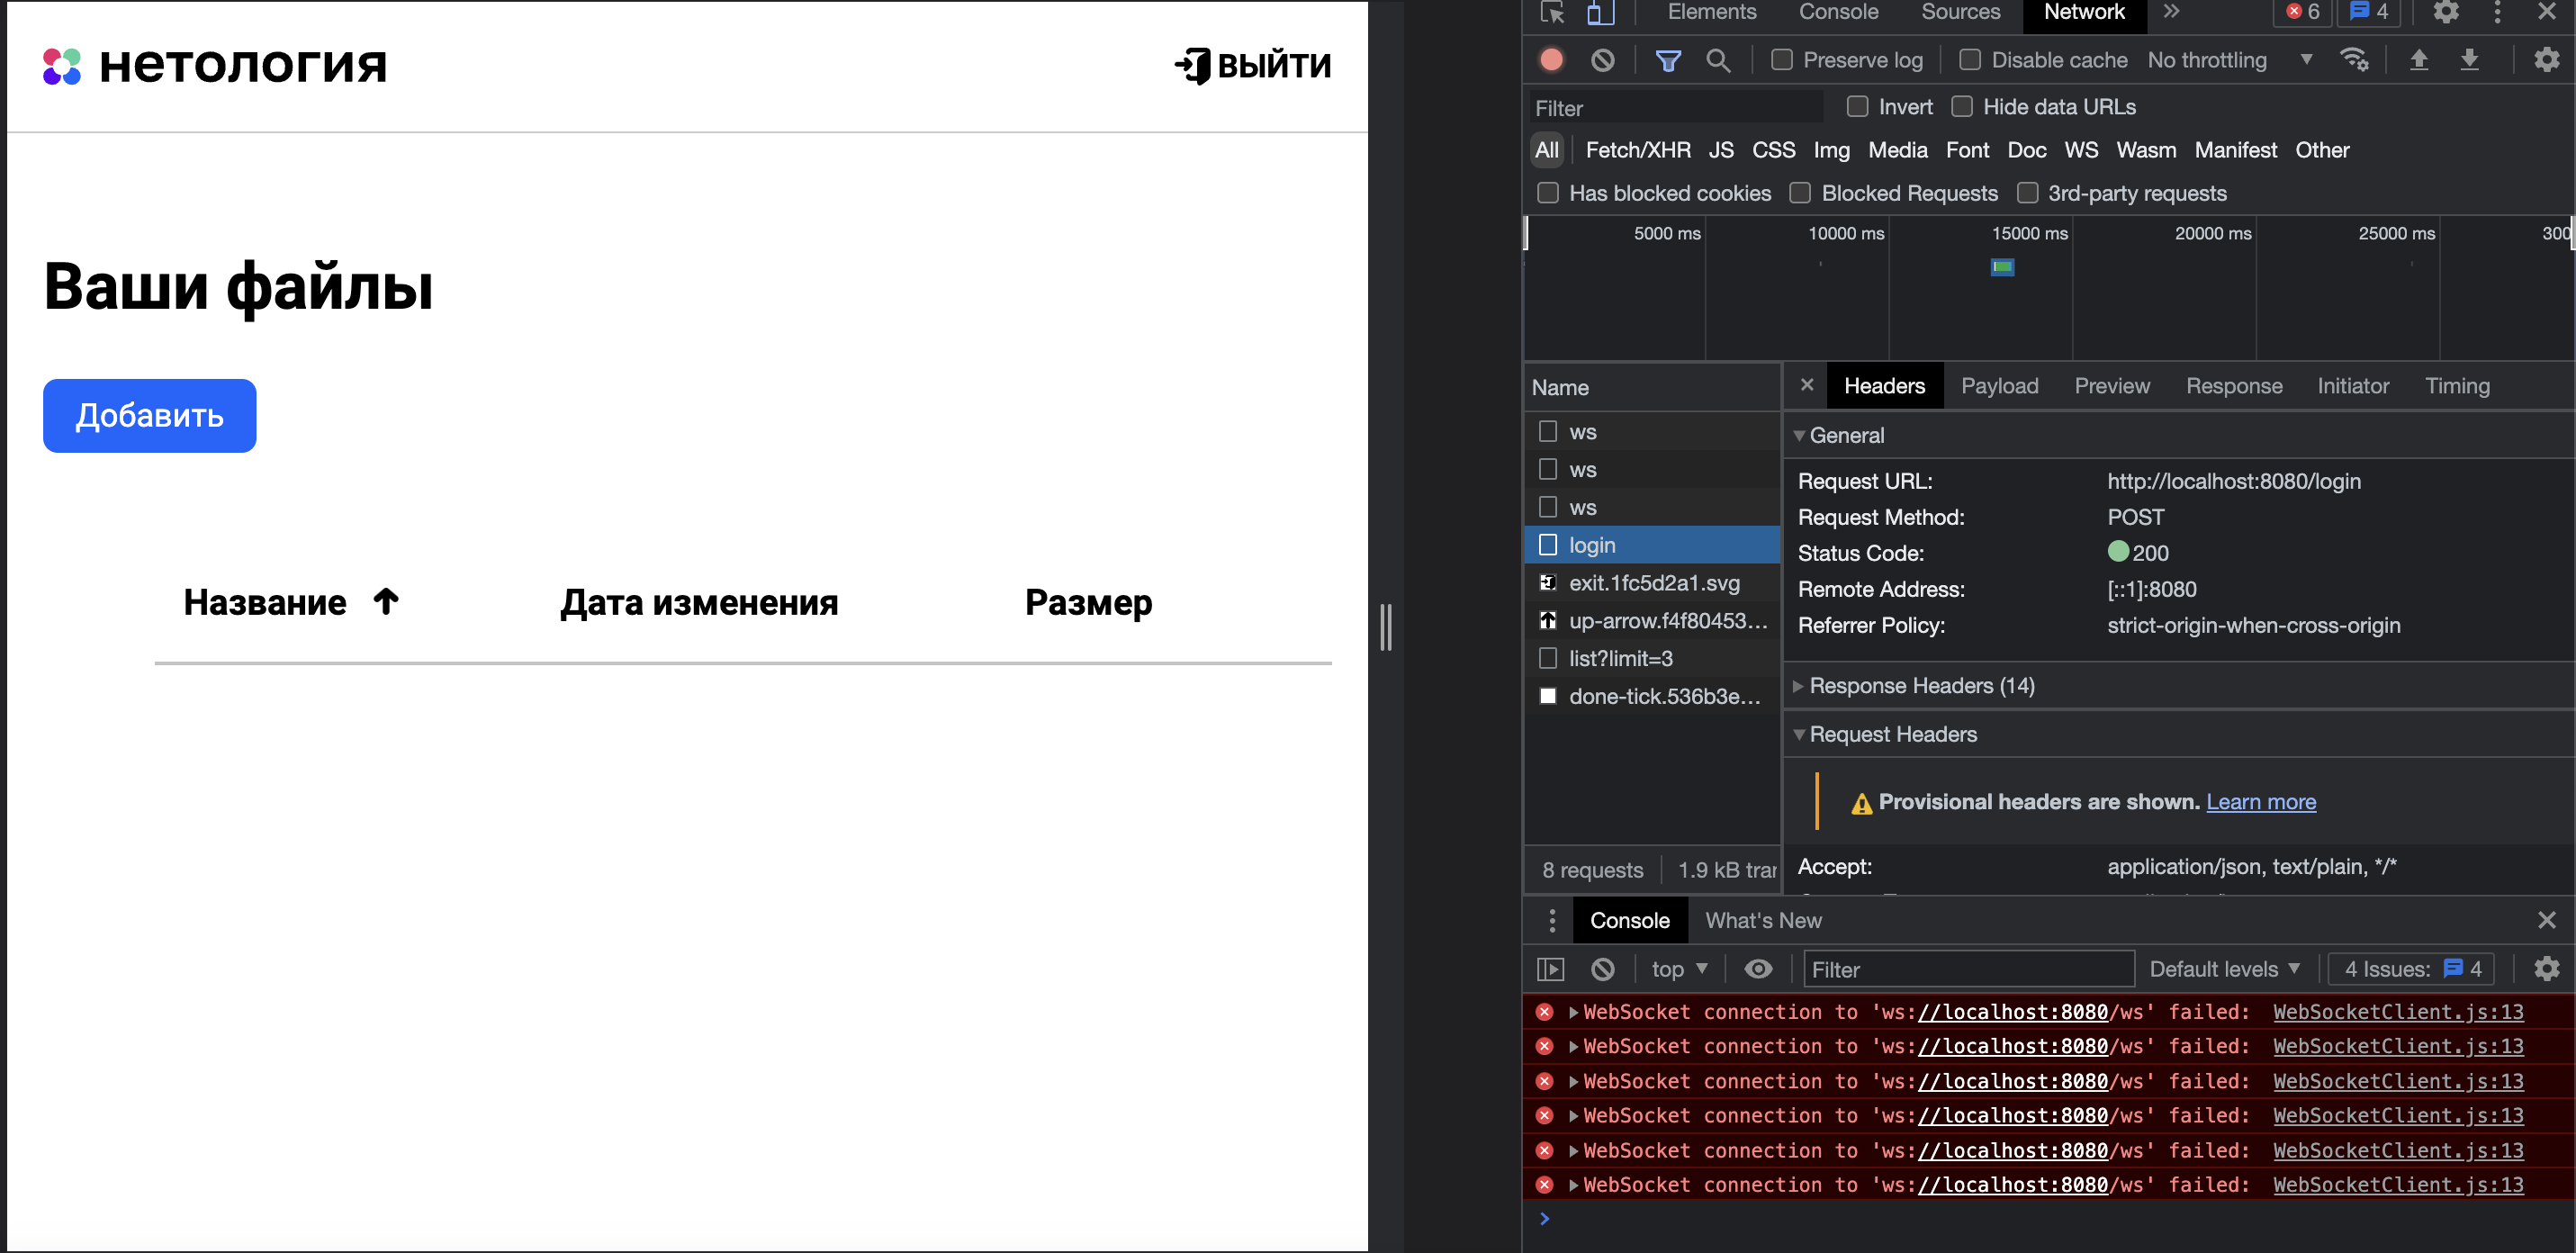 нетология
ВЫЙТИ
Ваши файлы
Добавить
Название
Дата изменения
Размер
Elements Console Sources Network 6 4
Preserve log Disable cache No throttling
Filter Invert Hide data URLs
All Fetch/XHR JS CSS Img Media Font Doc WS Wasm Manifest Other
Has blocked cookies Blocked Requests 3rd-party requests
5000 ms 10000 ms 15000 ms 20000 ms 25000 ms 300
Name
ws
ws
ws
login
exit.1fc5d2a1.svg
up-arrow.f4f80453…
list?limit=3
done-tick.536b3e…
8 requests 1.9 kB trar
Headers Payload Preview Response Initiator Timing
General
Request URL: http://localhost:8080/login
Request Method: POST
Status Code: 200
Remote Address: [::1]:8080
Referrer Policy: strict-origin-when-cross-origin
Response Headers (14)
Request Headers
Provisional headers are shown. Learn more
Accept: application/json, text/plain, */*
Console What's New
top Filter Default levels 4 Issues: 4
WebSocket connection to 'ws://localhost:8080/ws' failed: WebSocketClient.js:13
WebSocket connection to 'ws://localhost:8080/ws' failed: WebSocketClient.js:13
WebSocket connection to 'ws://localhost:8080/ws' failed: WebSocketClient.js:13
WebSocket connection to 'ws://localhost:8080/ws' failed: WebSocketClient.js:13
WebSocket connection to 'ws://localhost:8080/ws' failed: WebSocketClient.js:13
WebSocket connection to 'ws://localhost:8080/ws' failed: WebSocketClient.js:13